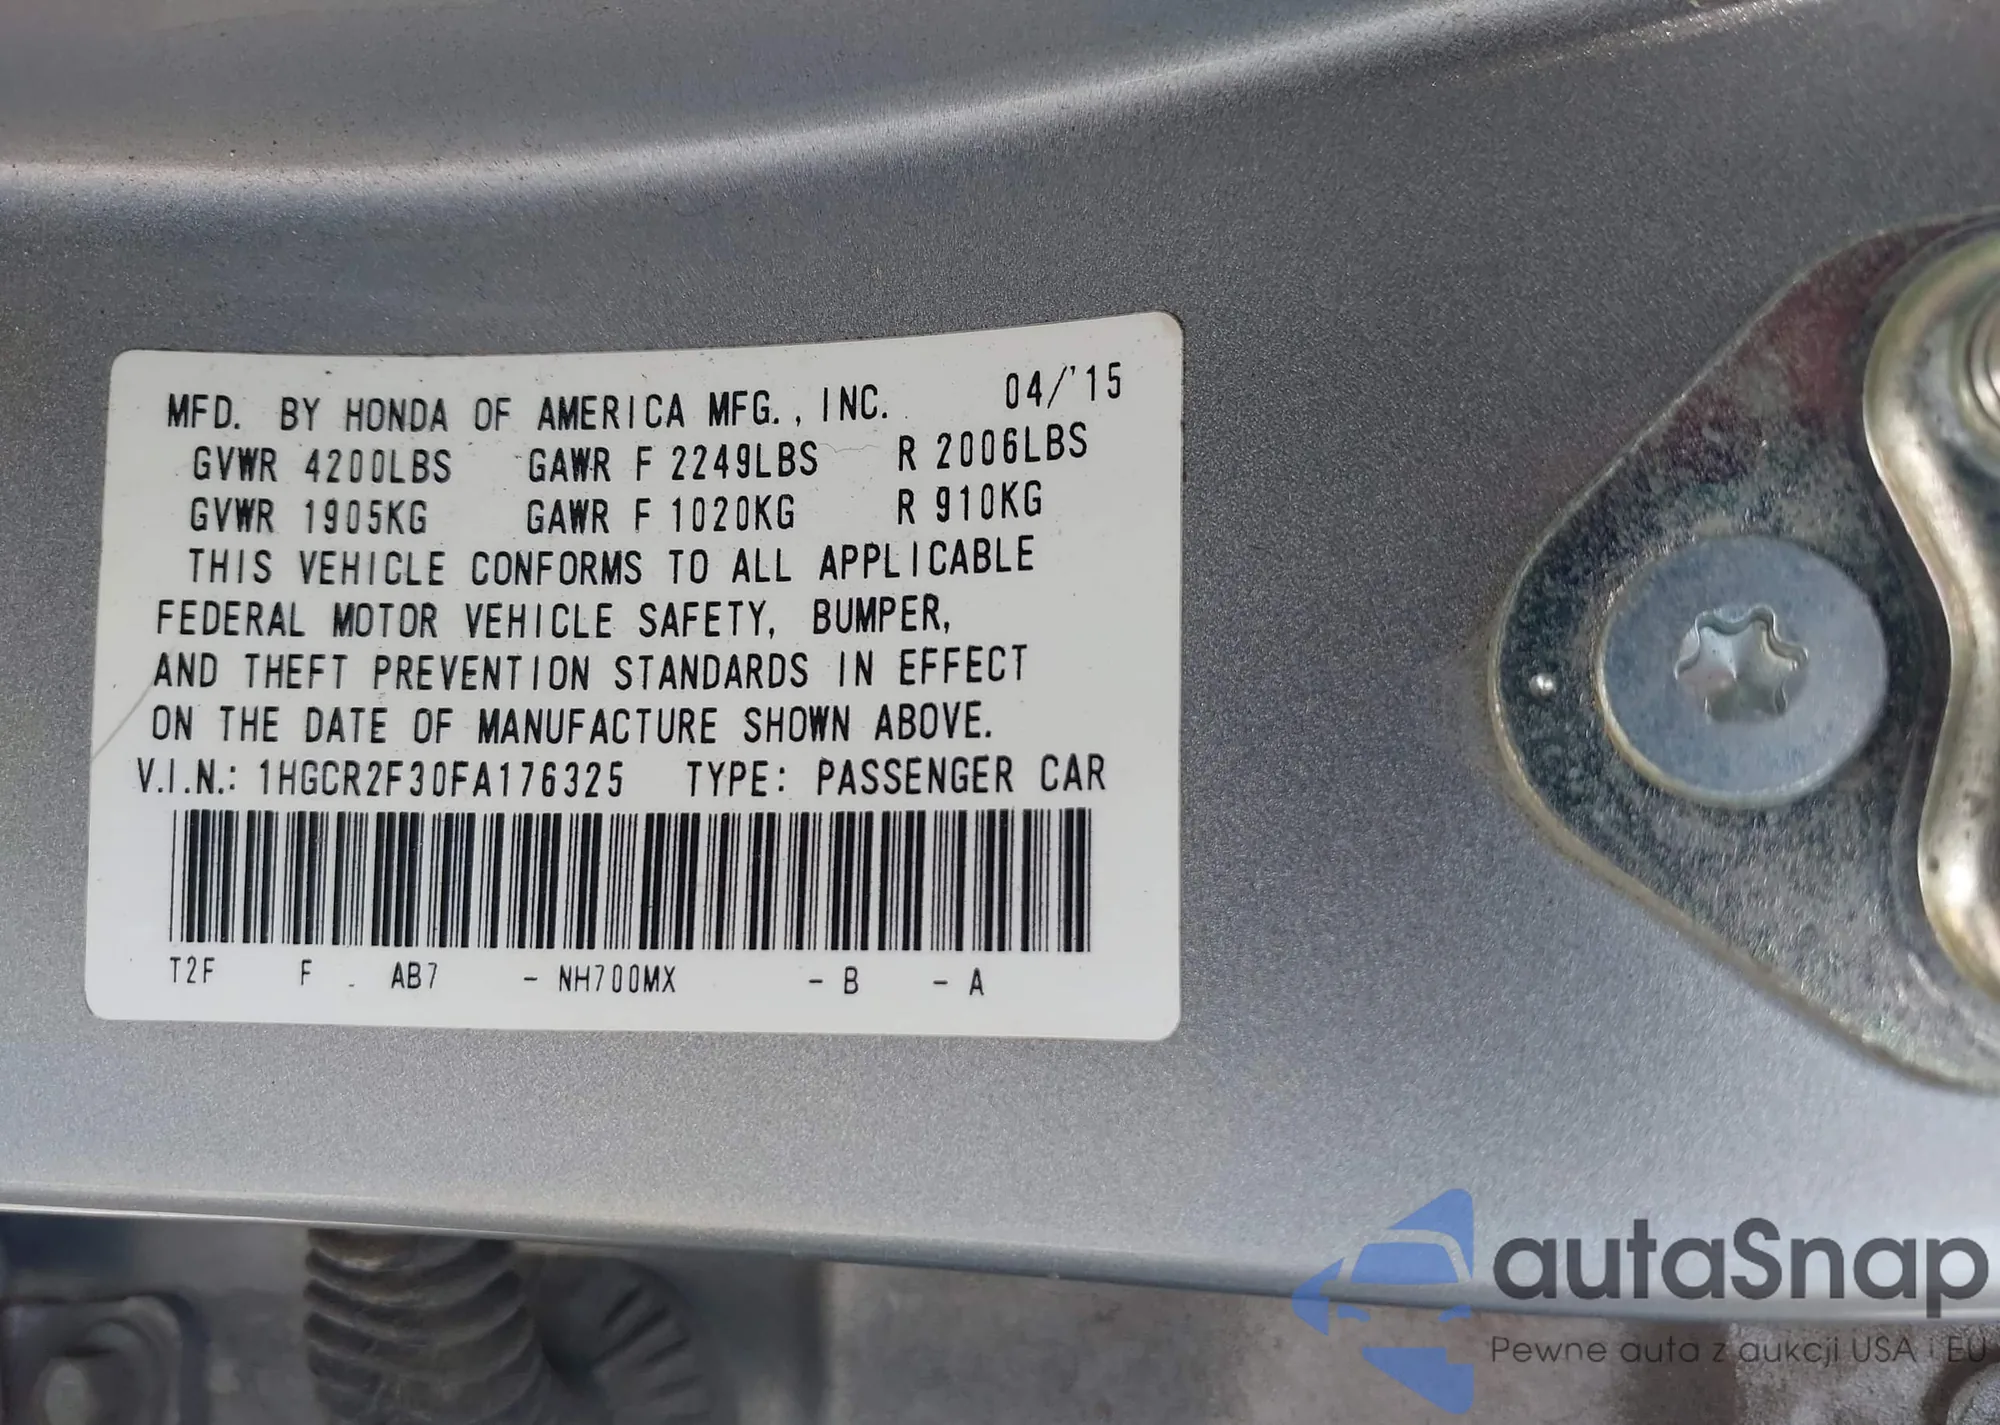 MFD. BY HONDA OF AMERICA MFG., INC. 04/'15
GVWR 4200LBS GAWR F 2249LBS R 2006LBS
GVWR 1905KG GAWR F 1020KG R 910KG
THIS VEHICLE CONFORMS TO ALL APPLICABLE
FEDERAL MOTOR VEHICLE SAFETY, BUMPER,
AND THEFT PREVENTION STANDARDS IN EFFECT
ON THE DATE OF MANUFACTURE SHOWN ABOVE.
V.I.N.: 1HGCR2F30FA176325 TYPE: PASSENGER CAR
T2F F - AB7 - NH700MX - B - A
autaSnap
Pewne auta z aukcji USA i EU